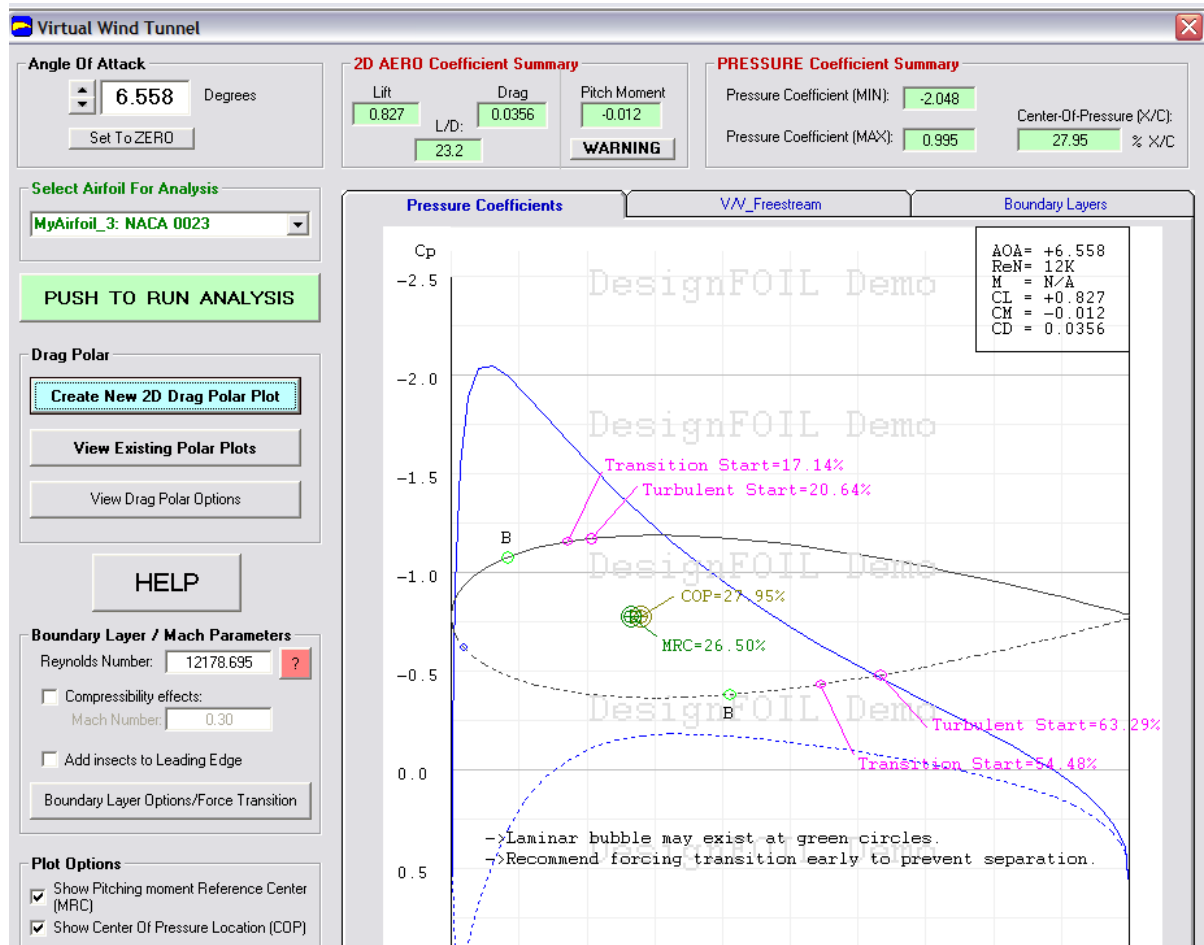 Virtual Wind Tunnel
Angle Of Attack
6.558 Degrees
Set To ZERO
2D AERO Coefficient Summary
Lift
0.827
L/D:
23.2
Drag
0.0356
Pitch Moment
-0.012
WARNING
PRESSURE Coefficient Summary
Pressure Coefficient (MIN): -2.048
Pressure Coefficient (MAX): 0.995
Center-Of-Pressure (X/C):
27.95 % X/C
Select Airfoil For Analysis
MyAirfoil_3: NACA 0023
PUSH TO RUN ANALYSIS
Drag Polar
Create New 2D Drag Polar Plot
View Existing Polar Plots
View Drag Polar Options
HELP
Boundary Layer / Mach Parameters
Reynolds Number: 12178.695 ?
Compressibility effects:
Mach Number: 0.30
Add insects to Leading Edge
Boundary Layer Options/Force Transition
Plot Options
Show Pitching moment Reference Center
(MRC)
Show Center Of Pressure Location (COP)
Pressure Coefficients
V/V_Freestream
Boundary Layers
Cp
-2.5
-2.0
-1.5
-1.0
-0.5
0.0
0.5
AOA= +6.558
ReN= 12K
M = N/A
CL = +0.827
CM = -0.012
CD = 0.0356
DesignFOIL Demo
DesignFOIL Demo
Transition Start=17.14%
DesignFOIL Demo
Turbulent Start=20.64%
B
DesignFOIL Demo
COP=27.95%
MRC=26.50%
B
DesignFOIL Demo
Turbulent Start=63.29%
Transition Start=54.48%
->Laminar bubble may exist at green circles.
DesignFOIL Demo
->Recommend forcing transition early to prevent separation.